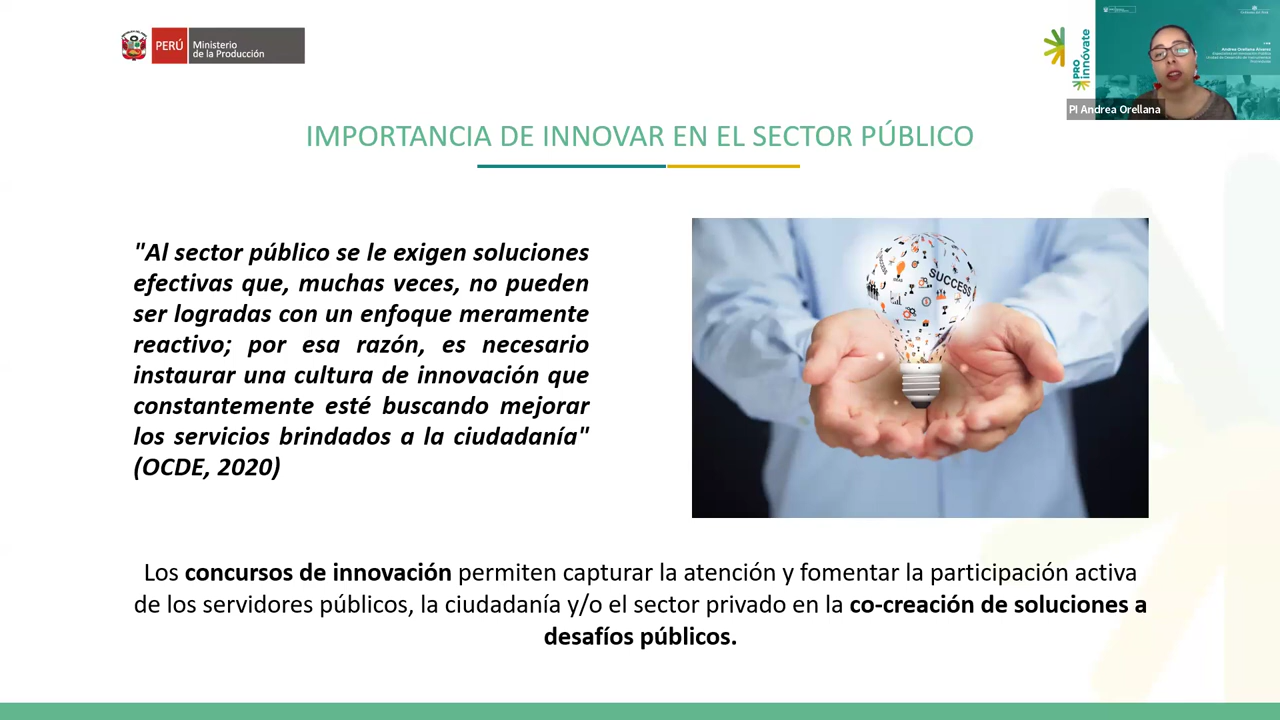 PERÚ
Ministerio
de la Producción
PRO
innóvate
Andrea Orellana Alvarez
PI Andrea Orellana
IMPORTANCIA DE INNOVAR EN EL SECTOR PÚBLICO
"Al sector público se le exigen soluciones
efectivas que, muchas veces, no pueden
ser logradas con un enfoque meramente
reactivo; por esa razón, es necesario
instaurar una cultura de innovación que
constantemente esté buscando mejorar
los servicios brindados a la ciudadanía"
(OCDE, 2020)
SUCCESS
Los concursos de innovación permiten capturar la atención y fomentar la participación activa
de los servidores públicos, la ciudadanía y/o el sector privado en la co-creación de soluciones a
desafíos públicos.